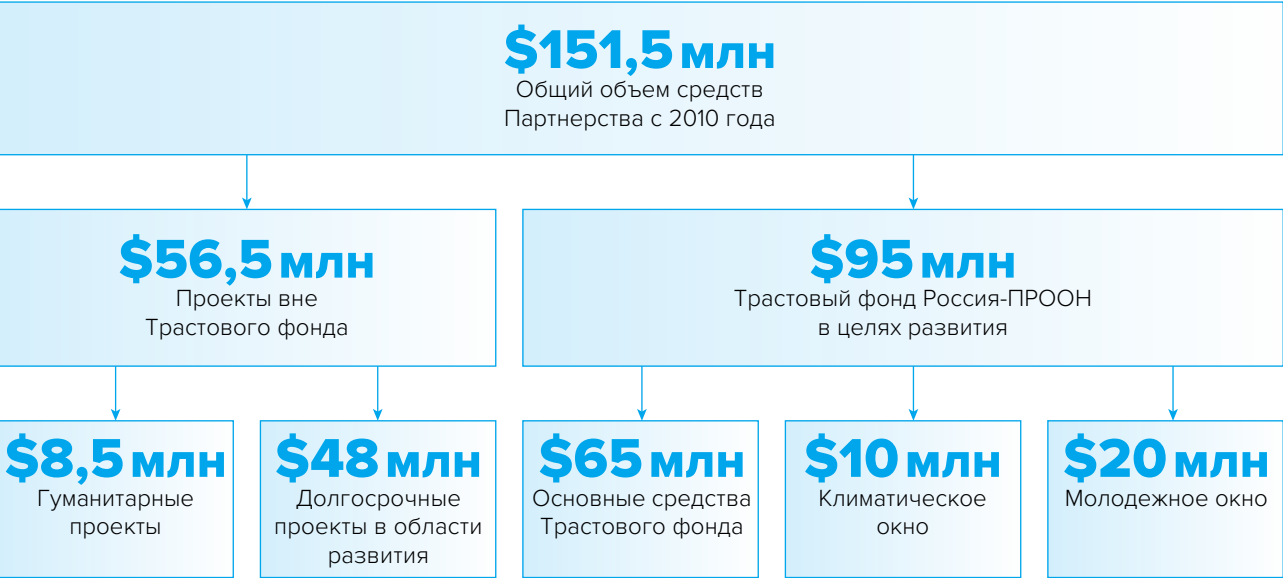 $151,5 млн
Общий объем средств
Партнерства с 2010 года
$56,5 млн
Проекты вне
Трастового фонда
$95 млн
Трастовый фонд Россия-ПРООН
в целях развития
$8,5 млн
Гуманитарные
проекты
$48 млн
Долгосрочные
проекты в области
развития
$65 млн
Основные средства
Трастового фонда
$10 млн
Климатическое
окно
$20 млн
Молодежное окно